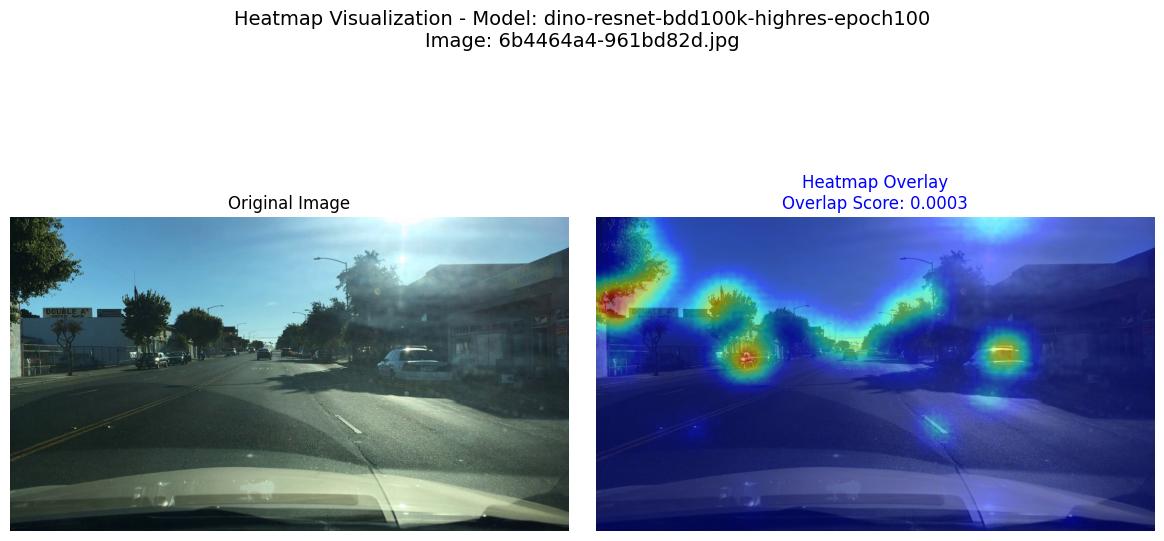 Heatmap Visualization - Model: dino-resnet-bdd100k-highres-epoch100
Image: 6b4464a4-961bd82d.jpg
Original Image
Heatmap Overlay
Overlap Score: 0.0003
DOUBLE A